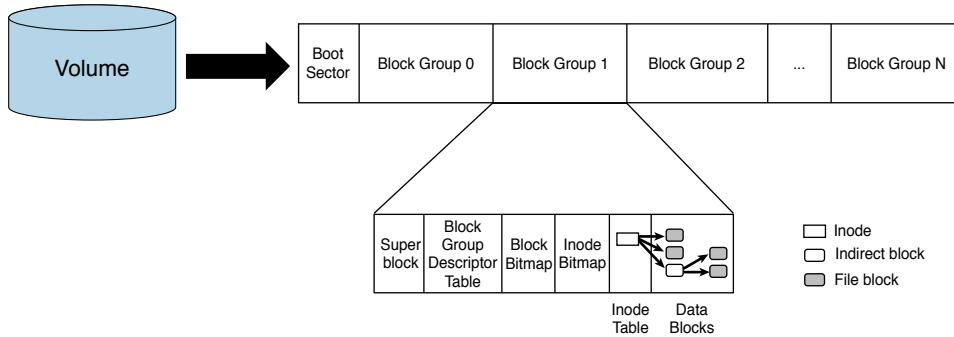 Volume
Boot
Sector
Block Group 0
Block Group 1
Block Group 2
...
Block Group N
Super
block
Block
Group
Descriptor
Table
Block
Bitmap
Inode
Bitmap
Inode
Table
Data
Blocks
Inode
Indirect block
File block